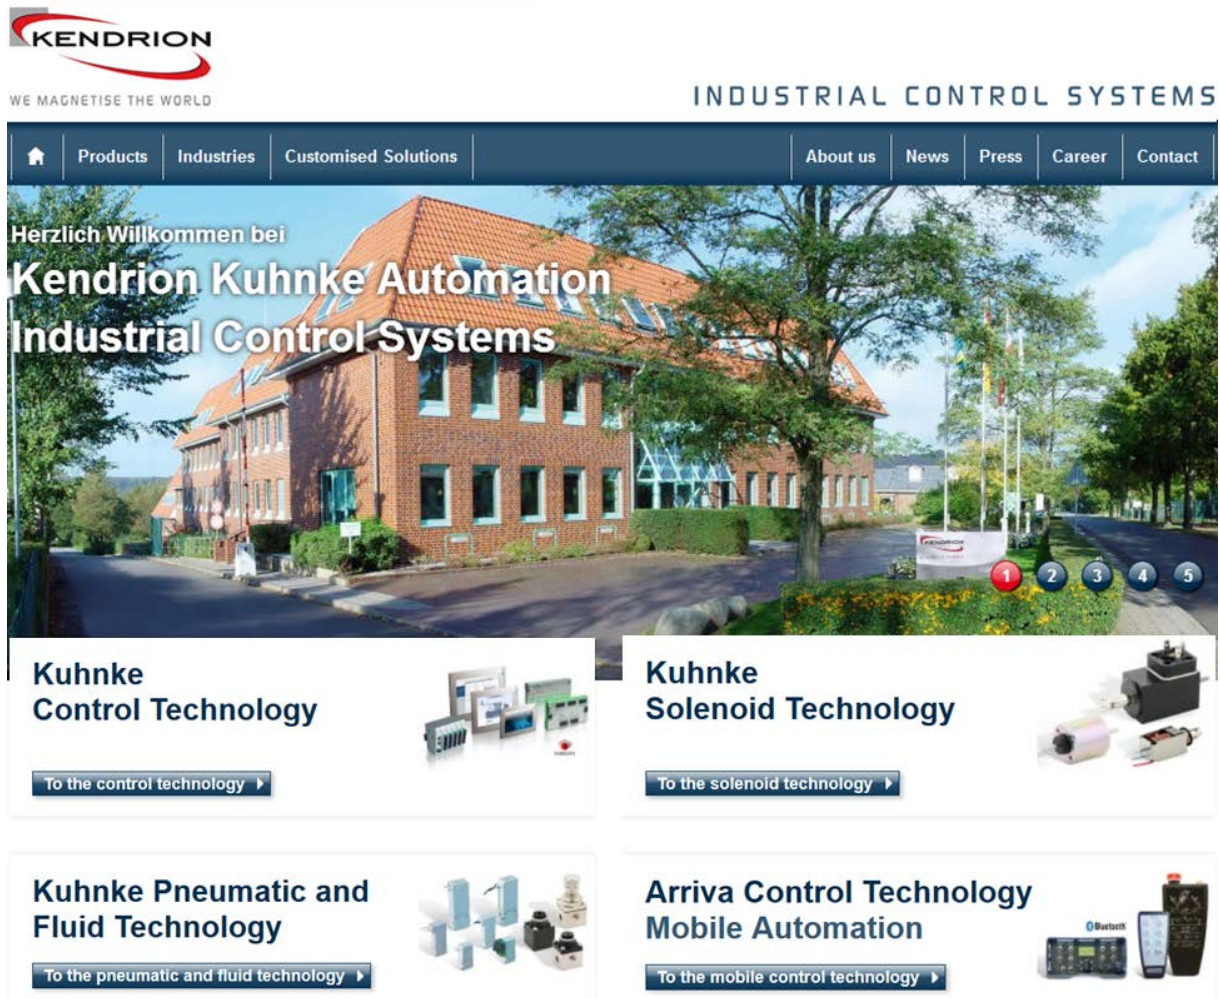 KENDRION
WE MAGNETISE THE WORLD
INDUSTRIAL CONTROL SYSTEMS
Products Industries Customised Solutions About us News Press Career Contact
Herzlich Willkommen bei
Kendrion Kuhnke Automation
Industrial Control Systems
KENDRION
1 2 3 4 5
Kuhnke
Control Technology
To the control technology
Kuhnke
Solenoid Technology
To the solenoid technology
Kuhnke Pneumatic and
Fluid Technology
To the pneumatic and fluid technology
Arriva Control Technology
Mobile Automation
Bluetooth
To the mobile control technology